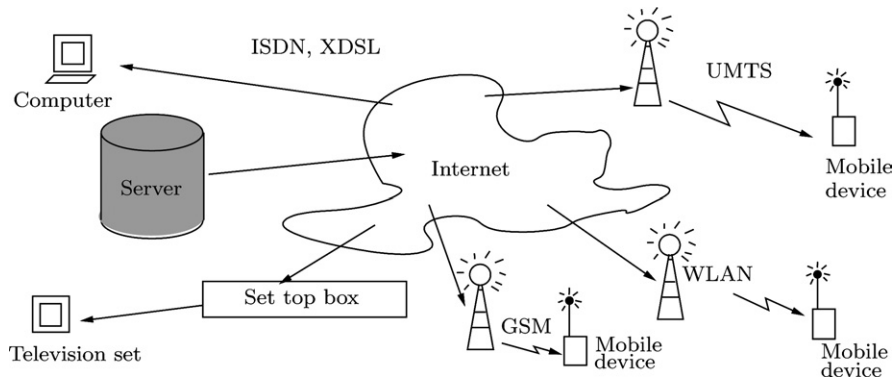 ISDN, XDSL
UMTS
Computer
Server
Internet
Mobile
device
WLAN
Set top box
GSM
Television set
Mobile
device
Mobile
device